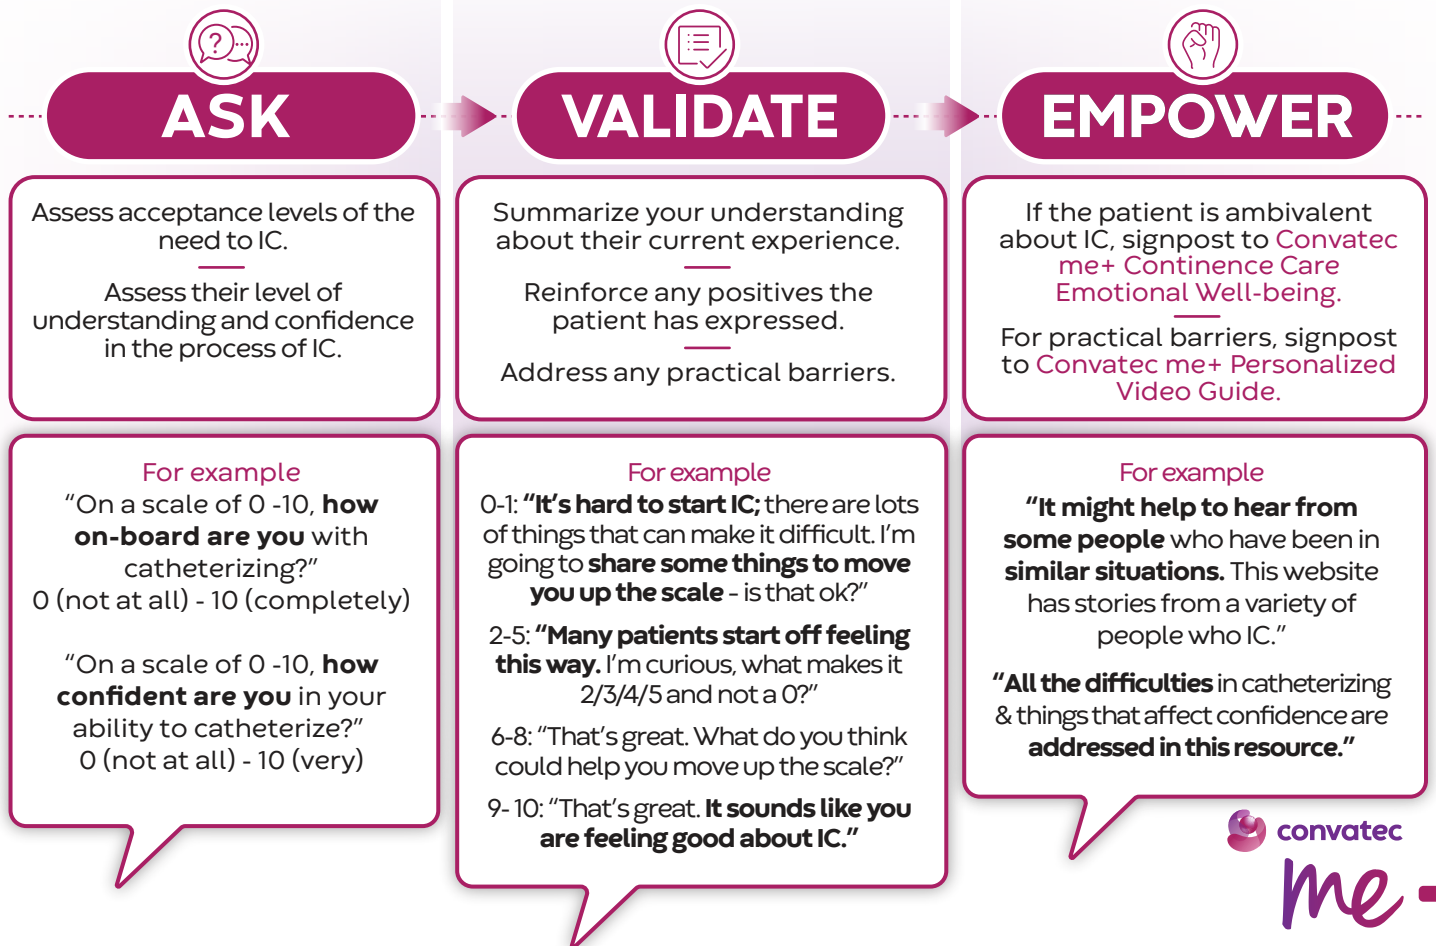 ASK
Assess acceptance levels of the
need to IC.
Assess their level of
understanding and confidence
in the process of IC.
For example
“On a scale of 0 -10, how
on-board are you with
catheterizing?”
0 (not at all) - 10 (completely)
“On a scale of 0 -10, how
confident are you in your
ability to catheterize?”
0 (not at all) - 10 (very)
VALIDATE
Summarize your understanding
about their current experience.
Reinforce any positives the
patient has expressed.
Address any practical barriers.
For example
0-1: “It’s hard to start IC; there are lots
of things that can make it difficult. I’m
going to share some things to move
you up the scale - is that ok?”
2-5: “Many patients start off feeling
this way. I’m curious, what makes it
2/3/4/5 and not a 0?”
6-8: “That’s great. What do you think
could help you move up the scale?”
9- 10: “That’s great. It sounds like you
are feeling good about IC.”
EMPOWER
If the patient is ambivalent
about IC, signpost to Convatec
me+ Continence Care
Emotional Well-being.
For practical barriers, signpost
to Convatec me+ Personalized
Video Guide.
For example
“It might help to hear from
some people who have been in
similar situations. This website
has stories from a variety of
people who IC.”
“All the difficulties in catheterizing
& things that affect confidence are
addressed in this resource.”
convatec
me